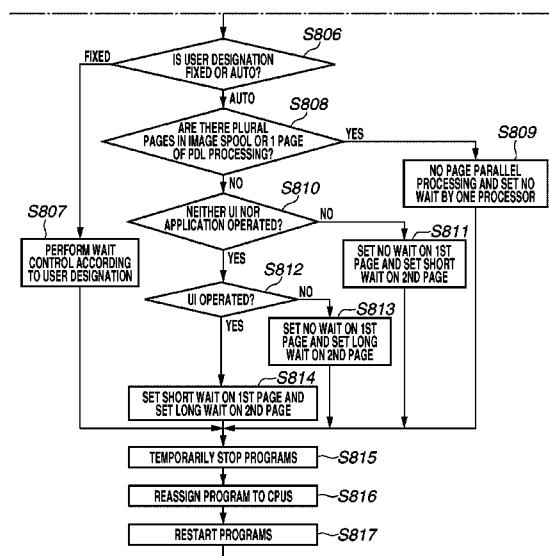 S806
IS USER DESIGNATION
FIXED OR AUTO?
FIXED
AUTO
S808
ARE THERE PLURAL
PAGES IN IMAGE SPOOL OR 1 PAGE
OF PDL PROCESSING?
YES
NO
S809
NO PAGE PARALLEL
PROCESSING AND SET NO
WAIT BY ONE PROCESSOR
S810
NEITHER UI NOR
APPLICATION OPERATED?
NO
YES
S807
PERFORM WAIT
CONTROL ACCORDING
TO USER DESIGNATION
S811
SET NO WAIT ON 1ST
PAGE AND SET SHORT
WAIT ON 2ND PAGE
S812
UI OPERATED?
NO
YES
S813
SET NO WAIT ON 1ST
PAGE AND SET LONG
WAIT ON 2ND PAGE
S814
SET SHORT WAIT ON 1ST PAGE AND
SET LONG WAIT ON 2ND PAGE
TEMPORARILY STOP PROGRAMS
S815
REASSIGN PROGRAM TO CPUS
S816
RESTART PROGRAMS
S817